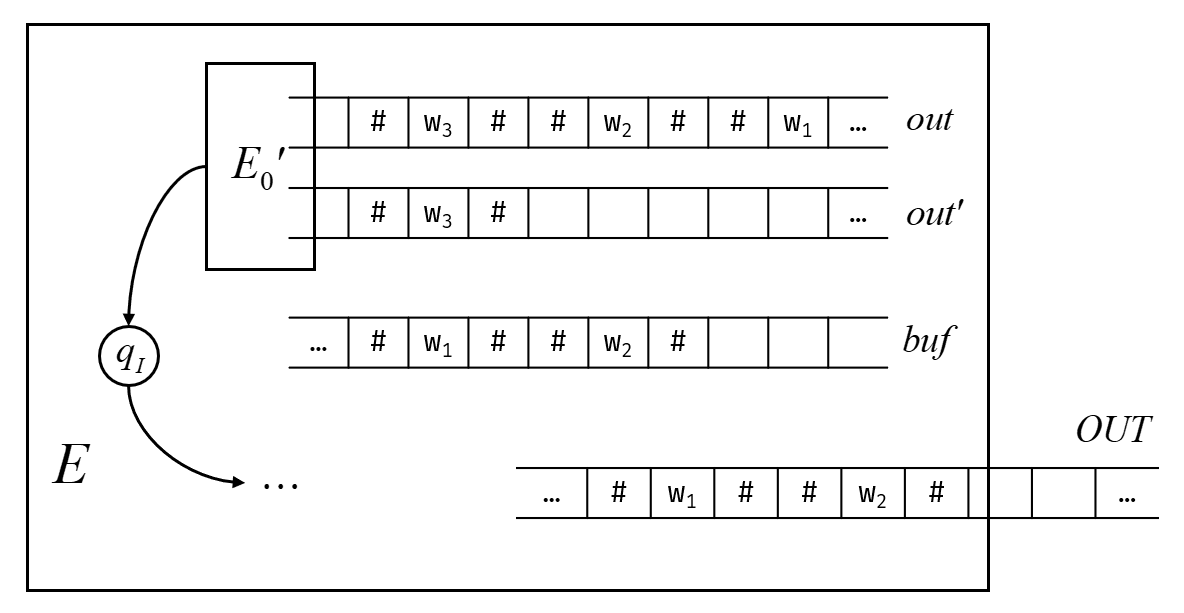 # w₃ # # w₂ # # w₁ … out
E₀′
# w₃ # … out′
… # w₁ # # w₂ # buf
q_I
OUT
E
…
… # w₁ # # w₂ # …